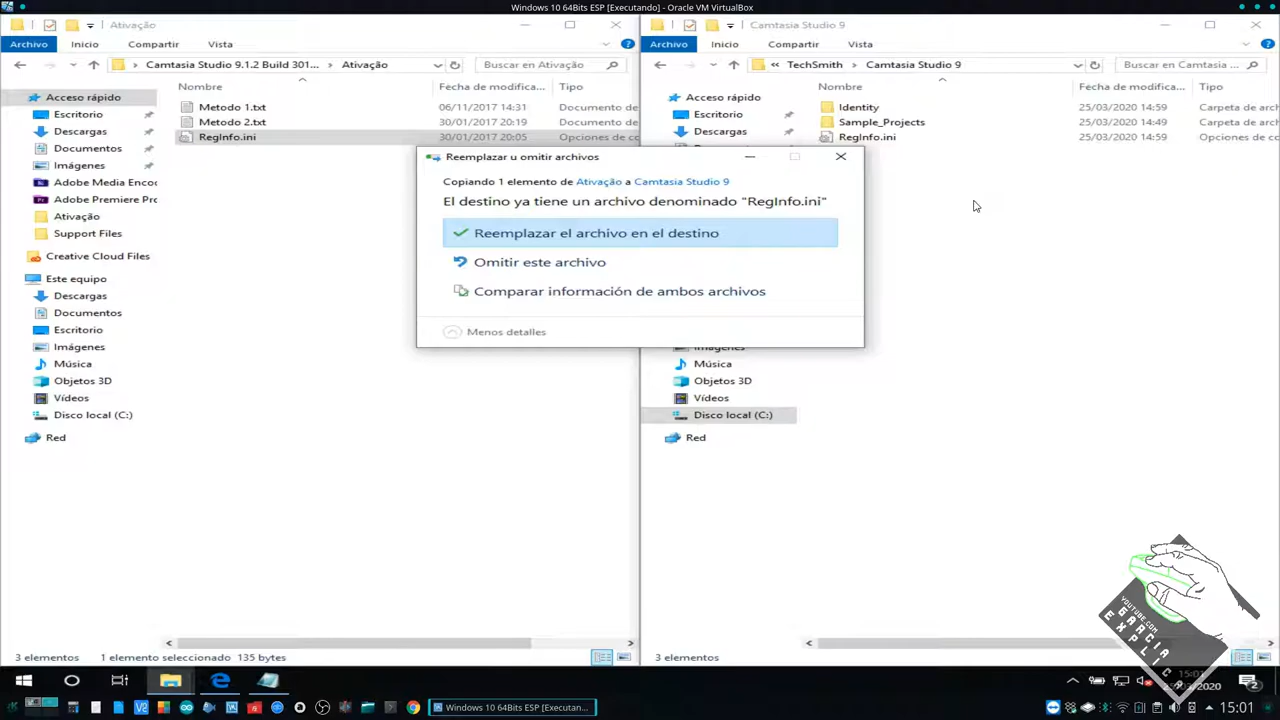 Windows 10 64Bits ESP [Executando] - Oracle VM VirtualBox
Ativação
Archivo Inicio Compartir Vista
Camtasia Studio 9.1.2 Build 301... Ativação
Buscar en Ativação
Nombre Fecha de modifica... Tipo
Metodo 1.txt 06/11/2017 14:31 Documento de
Metodo 2.txt 30/01/2017 20:19 Documento de
RegInfo.ini 30/01/2017 20:05 Opciones de co
Acceso rápido
Escritorio
Descargas
Documentos
Imágenes
Adobe Media Enco
Adobe Premiere Pro
Ativação
Support Files
Creative Cloud Files
Este equipo
Descargas
Documentos
Escritorio
Imágenes
Música
Objetos 3D
Vídeos
Disco local (C:)
Red
3 elementos 1 elemento seleccionado 135 bytes
Camtasia Studio 9
Archivo Inicio Compartir Vista
« TechSmith Camtasia Studio 9
Buscar en Camtasia ...
Nombre Fecha de modifica... Tipo
Identity 25/03/2020 14:59 Carpeta de arch
Sample_Projects 25/03/2020 14:59 Carpeta de arch
RegInfo.ini 25/03/2020 14:59 Opciones de co
Acceso rápido
Escritorio
Descargas
Imágenes
Música
Objetos 3D
Vídeos
Disco local (C:)
Red
3 elementos
Reemplazar u omitir archivos
Copiando 1 elemento de Ativação a Camtasia Studio 9
El destino ya tiene un archivo denominado "RegInfo.ini"
Reemplazar el archivo en el destino
Omitir este archivo
Comparar información de ambos archivos
Menos detalles
YOUTUBE.COM
GARCIA
EXPLICA
Windows 10 64Bits ESP [Executan...
15:01